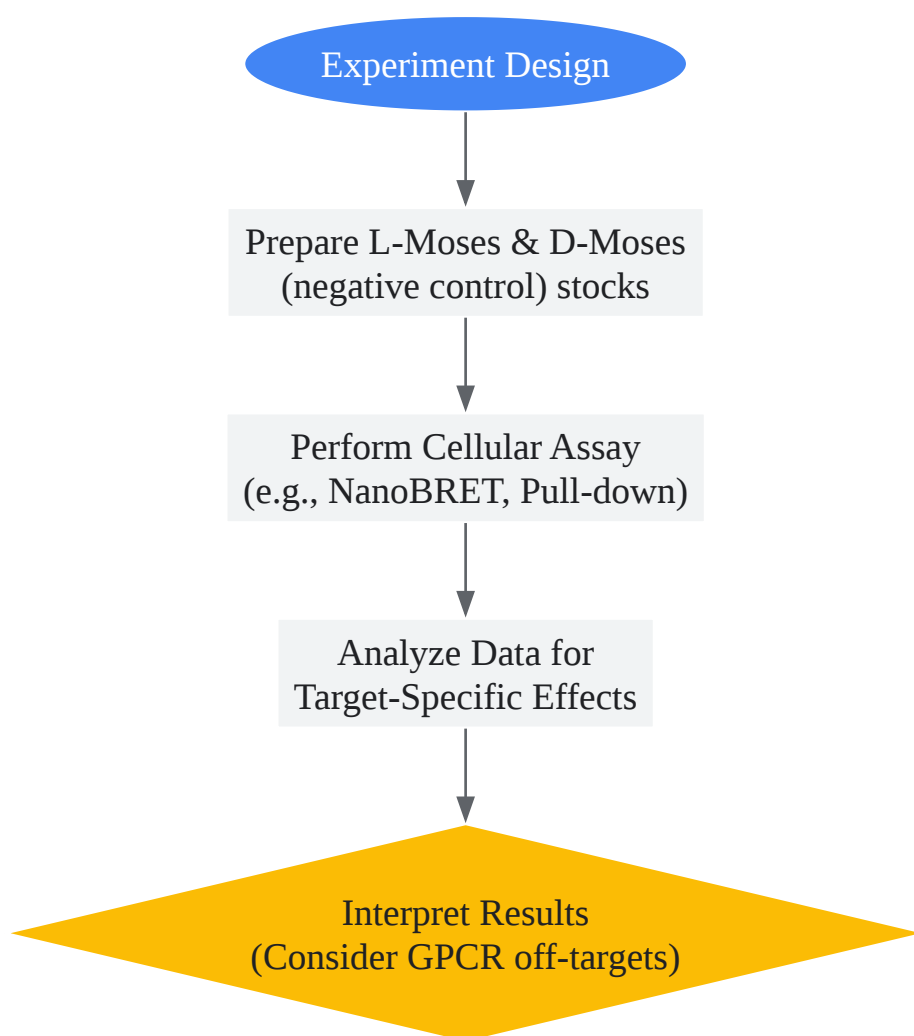 Experiment Design
Prepare L-Moses & D-Moses
(negative control) stocks
Perform Cellular Assay
(e.g., NanoBRET, Pull-down)
Analyze Data for
Target-Specific Effects
Interpret Results
(Consider GPCR off-targets)